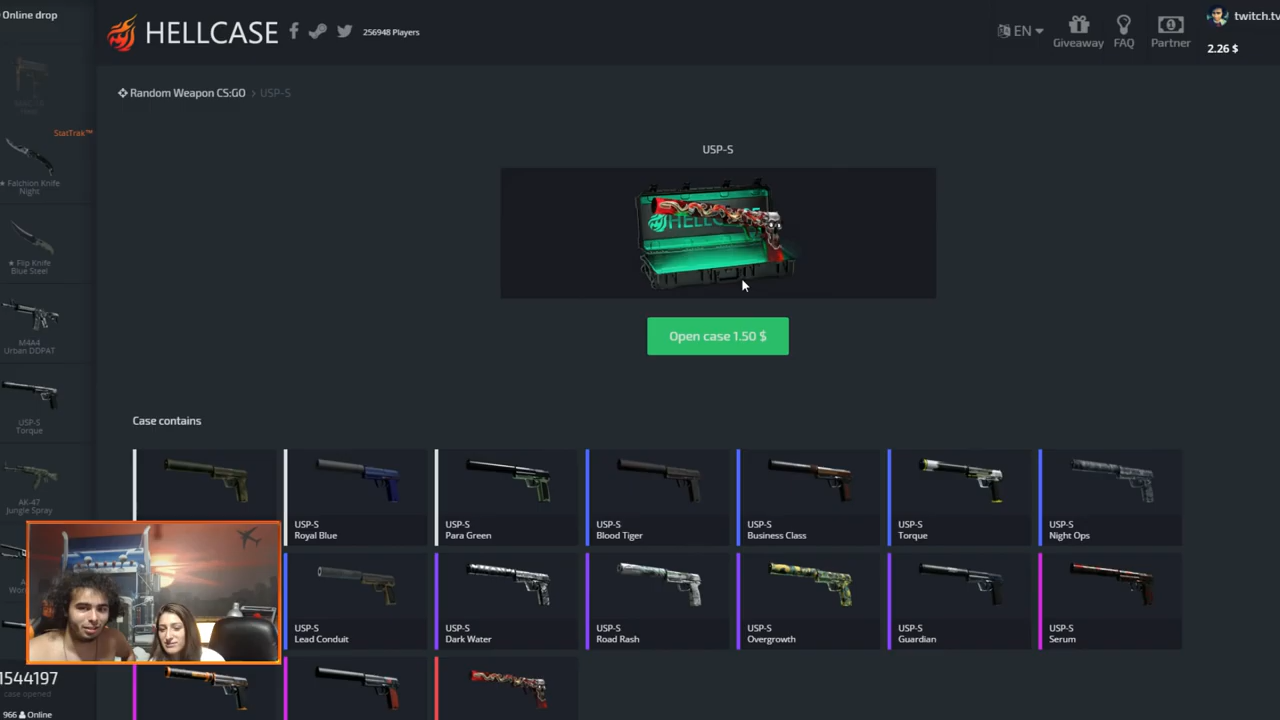 Online drop
HELLCASE
256948 Players
EN
Giveaway
FAQ
Partner
twitch.tv
2.26 $
Random Weapon CS:GO > USP-S
StatTrak™
★ Falchion Knife
Night
★ Flip Knife
Blue Steel
M4A4
Urban DDPAT
USP-S
Torque
AK-47
Jungle Spray
USP-S
HELLCASE
Open case 1.50 $
Case contains
USP-S
Royal Blue
USP-S
Para Green
USP-S
Blood Tiger
USP-S
Business Class
USP-S
Torque
USP-S
Night Ops
USP-S
Lead Conduit
USP-S
Dark Water
USP-S
Road Rash
USP-S
Overgrowth
USP-S
Guardian
USP-S
Serum
1544197
case opened
966 Online